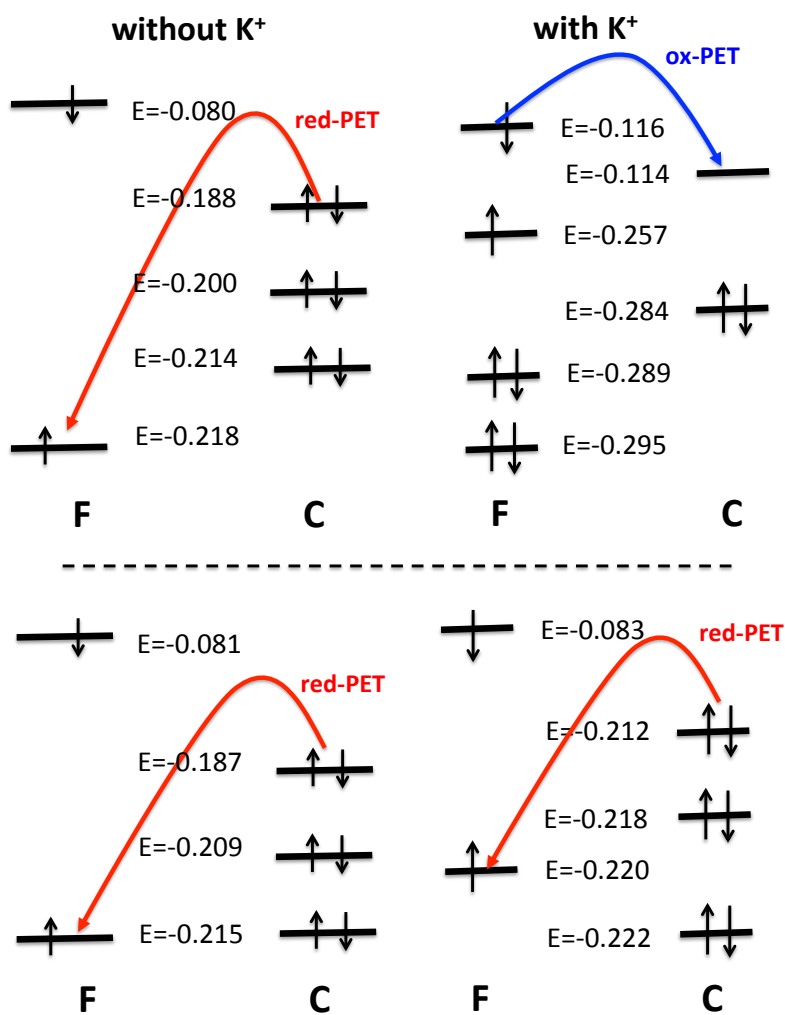 without K⁺
with K⁺
ox-PET
E=-0.080
red-PET
E=-0.116
E=-0.114
E=-0.188
E=-0.257
E=-0.200
E=-0.284
E=-0.214
E=-0.289
E=-0.218
E=-0.295
F
C
F
C
E=-0.081
E=-0.083
red-PET
red-PET
E=-0.212
E=-0.187
E=-0.218
E=-0.209
E=-0.220
E=-0.215
E=-0.222
F
C
F
C